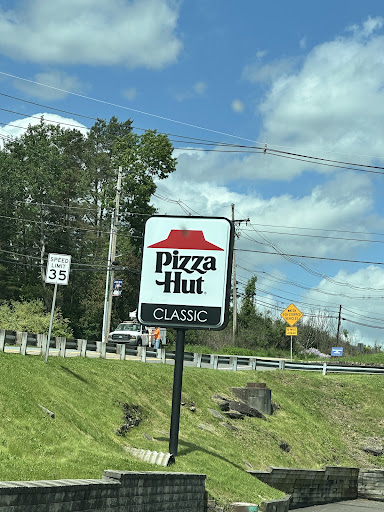 SPEED
LIMIT
35
Pizza
Hut
CLASSIC